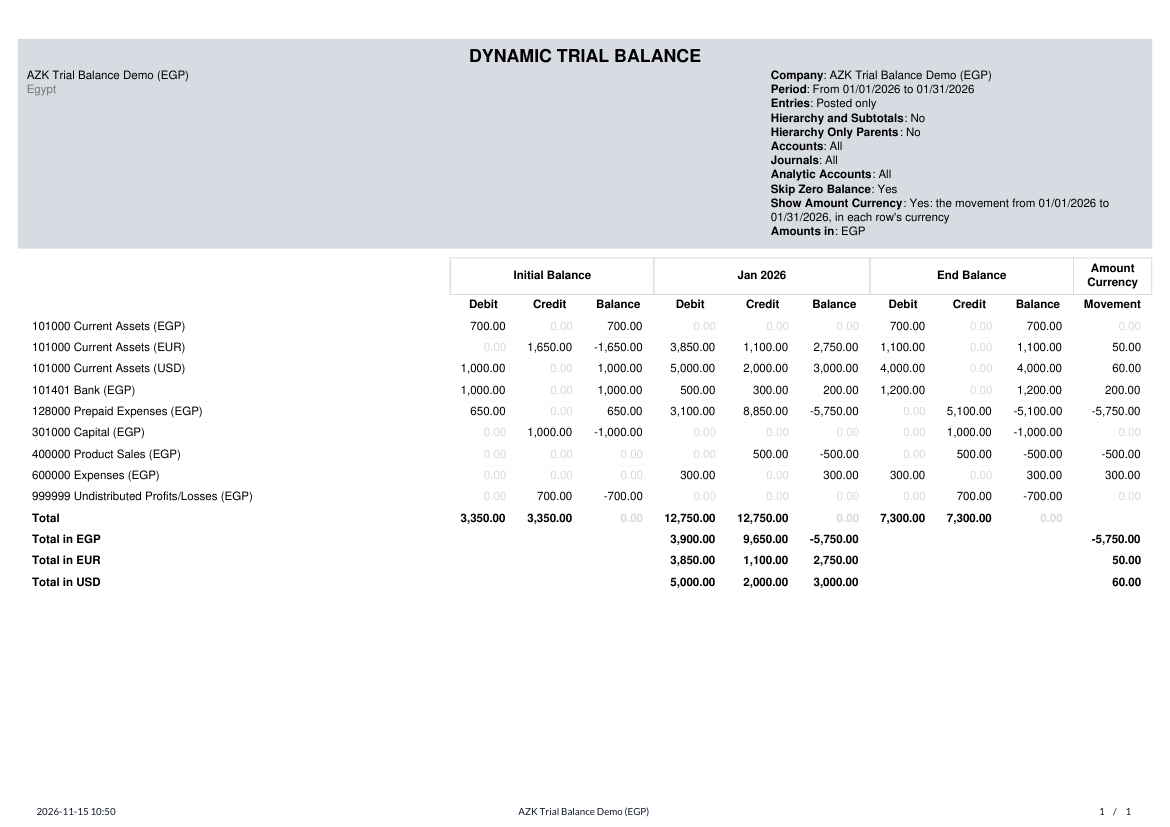 DYNAMIC TRIAL BALANCE
AZK Trial Balance Demo (EGP)
Egypt
Company: AZK Trial Balance Demo (EGP)
Period: From 01/01/2026 to 01/31/2026
Entries: Posted only
Hierarchy and Subtotals: No
Hierarchy Only Parents: No
Accounts: All
Journals: All
Analytic Accounts: All
Skip Zero Balance: Yes
Show Amount Currency: Yes: the movement from 01/01/2026 to
01/31/2026, in each row's currency
Amounts in: EGP
Initial Balance Jan 2026 End Balance Amount
Currency
Debit Credit Balance Debit Credit Balance Debit Credit Balance Movement
101000 Current Assets (EGP) 700.00 0.00 700.00 0.00 0.00 0.00 700.00 0.00 700.00 0.00
101000 Current Assets (EUR) 0.00 1,650.00 -1,650.00 3,850.00 1,100.00 2,750.00 1,100.00 0.00 1,100.00 50.00
101000 Current Assets (USD) 1,000.00 0.00 1,000.00 5,000.00 2,000.00 3,000.00 4,000.00 0.00 4,000.00 60.00
101401 Bank (EGP) 1,000.00 0.00 1,000.00 500.00 300.00 200.00 1,200.00 0.00 1,200.00 200.00
128000 Prepaid Expenses (EGP) 650.00 0.00 650.00 3,100.00 8,850.00 -5,750.00 0.00 5,100.00 -5,100.00 -5,750.00
301000 Capital (EGP) 0.00 1,000.00 -1,000.00 0.00 0.00 0.00 0.00 1,000.00 -1,000.00 0.00
400000 Product Sales (EGP) 0.00 0.00 0.00 0.00 500.00 -500.00 0.00 500.00 -500.00 -500.00
600000 Expenses (EGP) 0.00 0.00 0.00 300.00 0.00 300.00 300.00 0.00 300.00 300.00
999999 Undistributed Profits/Losses (EGP) 0.00 700.00 -700.00 0.00 0.00 0.00 0.00 700.00 -700.00 0.00
Total 3,350.00 3,350.00 0.00 12,750.00 12,750.00 0.00 7,300.00 7,300.00 0.00
Total in EGP 3,900.00 9,650.00 -5,750.00 -5,750.00
Total in EUR 3,850.00 1,100.00 2,750.00 50.00
Total in USD 5,000.00 2,000.00 3,000.00 60.00
2026-11-15 10:50 AZK Trial Balance Demo (EGP) 1 / 1